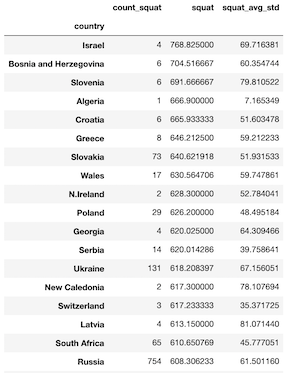 count_squat squat squat_avg_std
country
Israel 4 768.825000 69.716381
Bosnia and Herzegovina 6 704.516667 60.354744
Slovenia 6 691.666667 79.810522
Algeria 1 666.900000 7.165349
Croatia 6 665.933333 51.603478
Greece 8 646.212500 59.212233
Slovakia 73 640.621918 51.931533
Wales 17 630.564706 59.747861
N.Ireland 2 628.300000 52.784041
Poland 29 626.200000 48.495184
Georgia 4 620.025000 64.309466
Serbia 14 620.014286 39.758641
Ukraine 131 618.208397 67.156051
New Caledonia 2 617.300000 78.107694
Switzerland 3 617.233333 35.371725
Latvia 4 613.150000 81.071440
South Africa 65 610.650769 45.777051
Russia 754 608.306233 61.501160